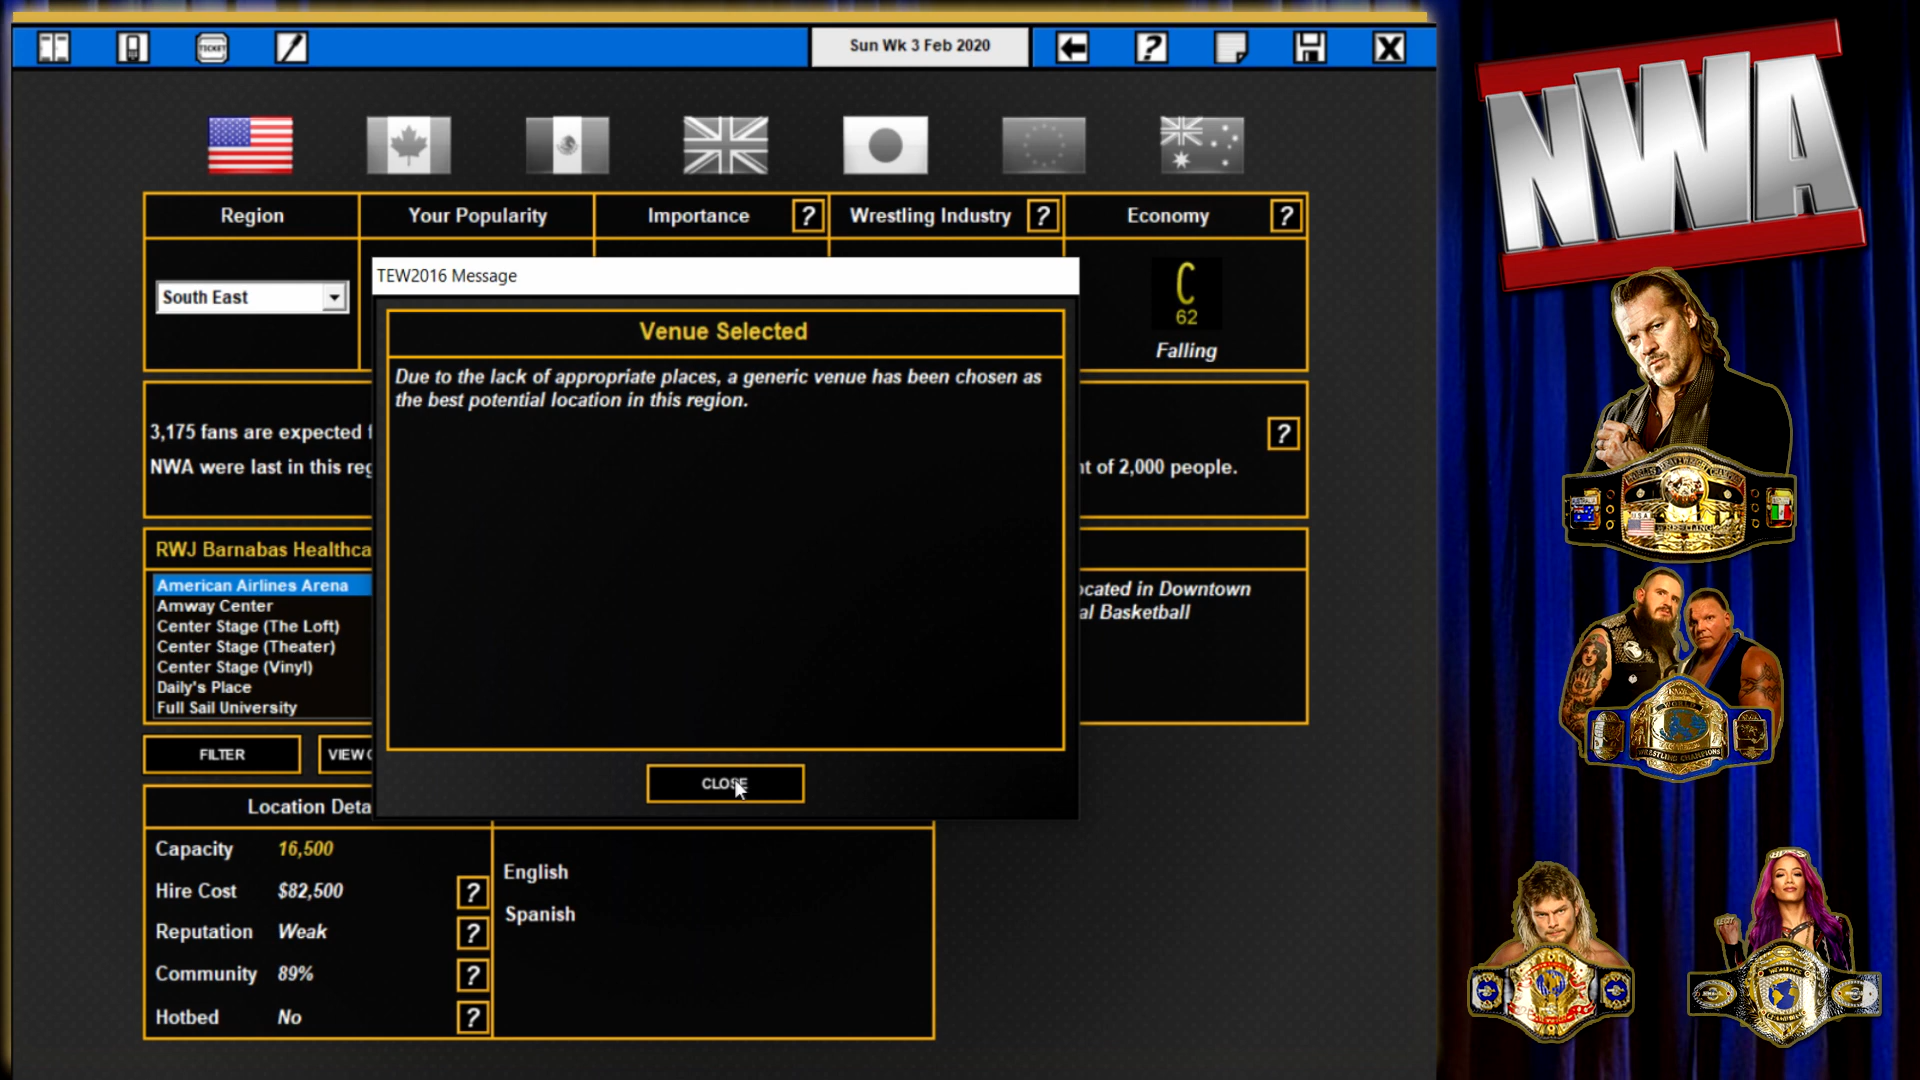 TICKET
Sun Wk 3 Feb 2020
?
X
NWA
Region
Your Popularity
Importance
?
Wrestling Industry
?
Economy
?
South East
C
62
Falling
TEW2016 Message
Venue Selected
Due to the lack of appropriate places, a generic venue has been chosen as
the best potential location in this region.
CLOSE
3,175 fans are expected
NWA were last in this reg
nt of 2,000 people.
?
RWJ Barnabas Healthca
American Airlines Arena
Amway Center
Center Stage (The Loft)
Center Stage (Theater)
Center Stage (Vinyl)
Daily's Place
Full Sail University
ocated in Downtown
al Basketball
FILTER
VIEW
Location Deta
Capacity 16,500
Hire Cost $82,500 ?
Reputation Weak ?
Community 89% ?
Hotbed No ?
English
Spanish
U.S.A
WRESTLING
WORLD
WRESTLING CHAMPIONS